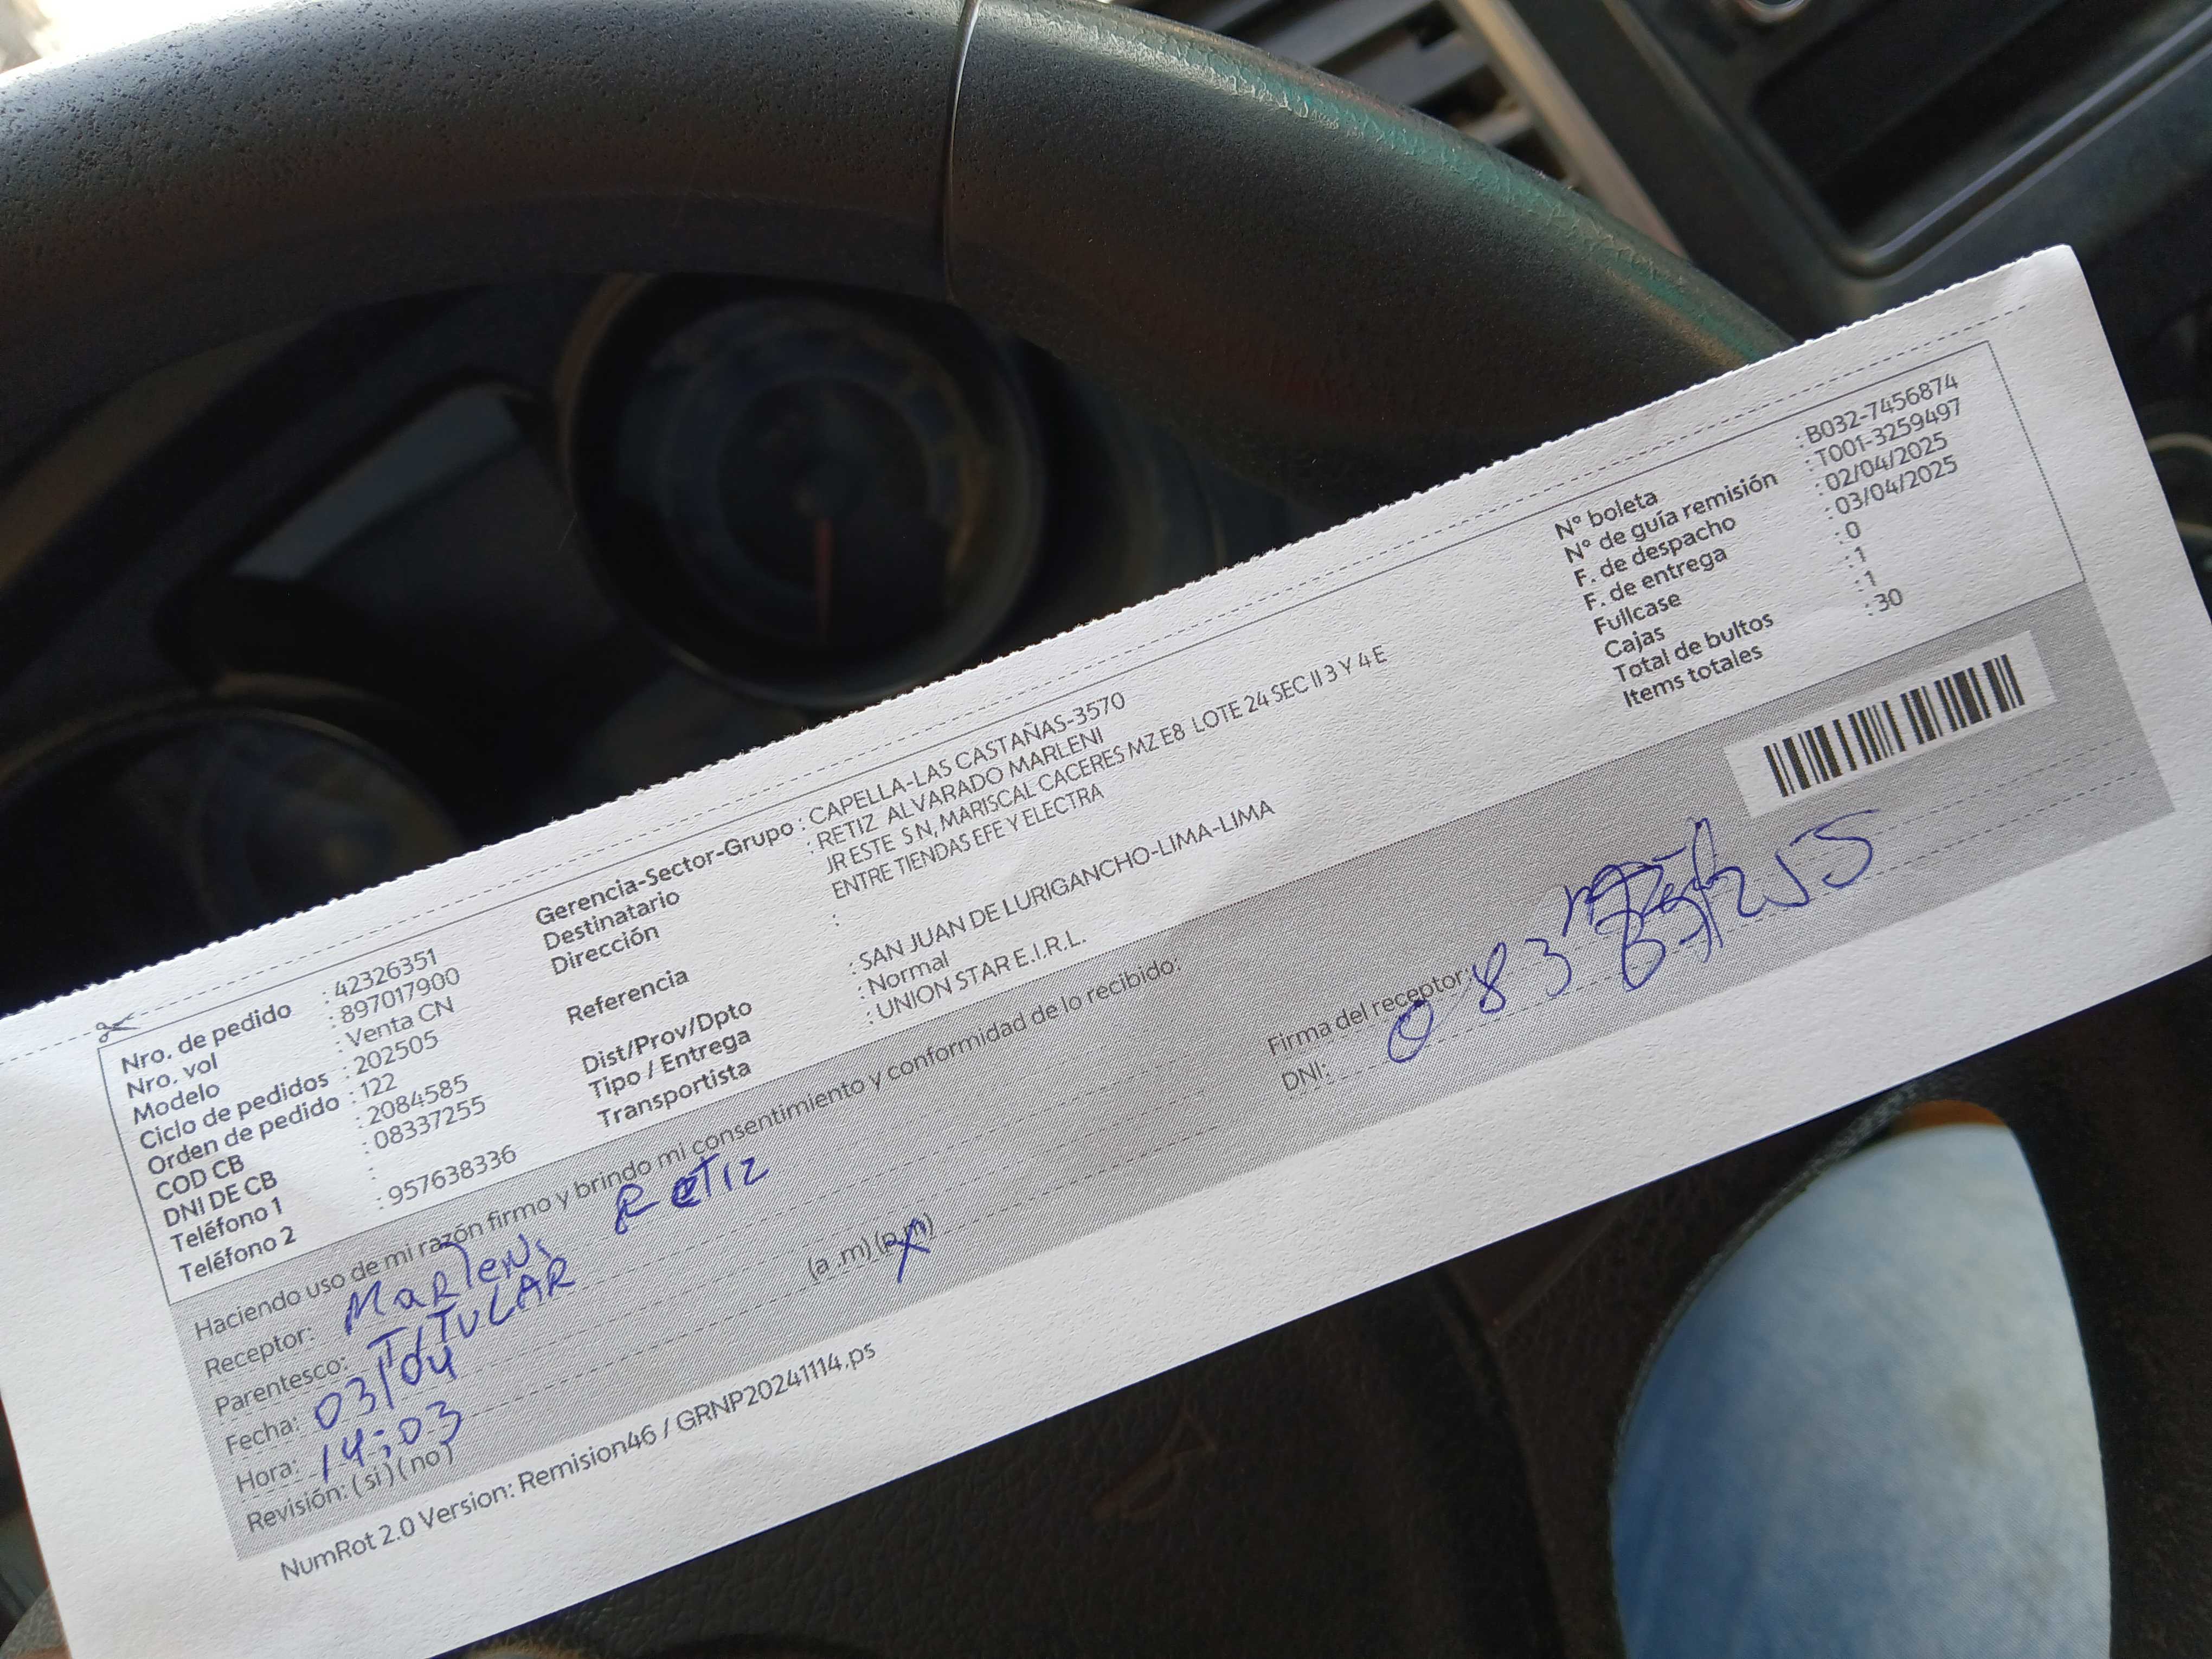 Nro. de pedido : 42326351
Nro. vol : 897017900
Modelo : Venta CN
Ciclo de pedidos : 202505
Orden de pedido : 122
COD CB : 2084585
DNI DE CB : 08337255
Teléfono 1 :
Teléfono 2 : 957638336
Gerencia-Sector-Grupo : CAPELLA-LAS CASTAÑAS-3570
Destinatario : RETIZ ALVARADO MARLENI
Dirección JR ESTE S N, MARISCAL CACERES MZ E8 LOTE 24 SEC II 3 Y 4 E
ENTRE TIENDAS EFE Y ELECTRA
Referencia :
Dist/Prov/Dpto : SAN JUAN DE LURIGANCHO-LIMA-LIMA
Tipo / Entrega : Normal
Transportista : UNION STAR E.I.R.L.
N° boleta : B032-7456874
N° de guía remisión : T001-3259497
F. de despacho : 02/04/2025
F. de entrega : 03/04/2025
Fullcase : 0
Cajas : 1
Total de bultos : 1
Items totales : 30
Haciendo uso de mi razón firmo y brindo mi consentimiento y conformidad de lo recibido:
Receptor: Marleni Retiz
Parentesco: TITULAR
Fecha: 03/04
Hora: 14:03 (a .m) (p.m)
Revisión: ( si ) ( no )
Firma del receptor:
DNI: 08337255
NumRot 2.0 Version: Remision46 / GRNP20241114.ps